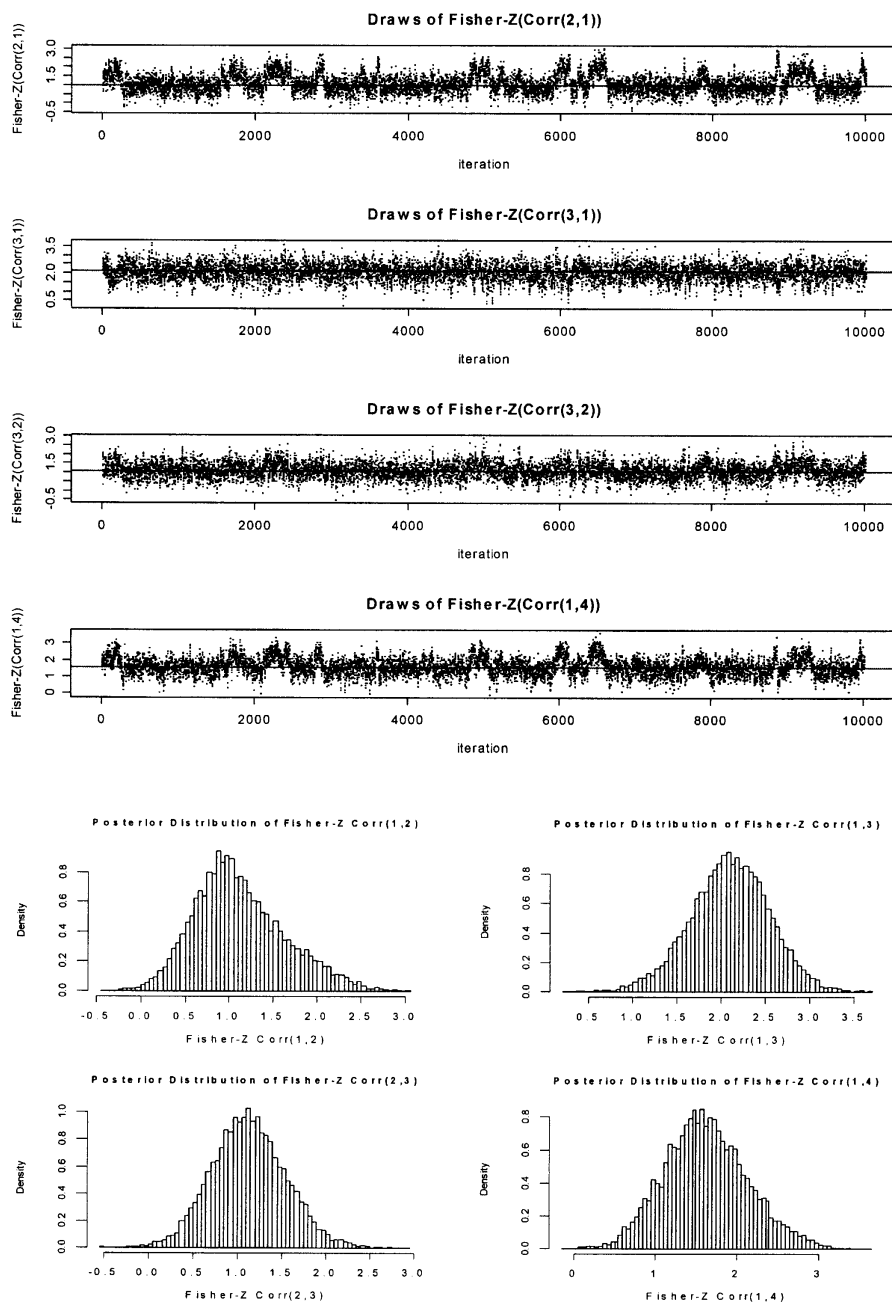 Draws of Fisher-Z(Corr(2,1))
Fisher-Z(Corr(2,1))
-0.5 1.5 3.0
0 2000 4000 6000 8000 10000
iteration
Draws of Fisher-Z(Corr(3,1))
Fisher-Z(Corr(3,1))
0.5 2.0 3.5
0 2000 4000 6000 8000 10000
iteration
Draws of Fisher-Z(Corr(3,2))
Fisher-Z(Corr(3,2))
-0.5 1.5 3.0
0 2000 4000 6000 8000 10000
iteration
Draws of Fisher-Z(Corr(1,4))
Fisher-Z(Corr(1,4))
0 1 2 3
0 2000 4000 6000 8000 10000
iteration
Posterior Distribution of Fisher-Z Corr(1,2)
Density
0.0 0.2 0.4 0.6 0.8
-0.5 0.0 0.5 1.0 1.5 2.0 2.5 3.0
Fisher-Z Corr(1,2)
Posterior Distribution of Fisher-Z Corr(1,3)
Density
0.0 0.2 0.4 0.6 0.8
0.5 1.0 1.5 2.0 2.5 3.0 3.5
Fisher-Z Corr(1,3)
Posterior Distribution of Fisher-Z Corr(2,3)
Density
0.0 0.2 0.4 0.6 0.8 1.0
-0.5 0.0 0.5 1.0 1.5 2.0 2.5 3.0
Fisher-Z Corr(2,3)
Posterior Distribution of Fisher-Z Corr(1,4)
Density
0.0 0.2 0.4 0.6 0.8
0 1 2 3
Fisher-Z Corr(1,4)